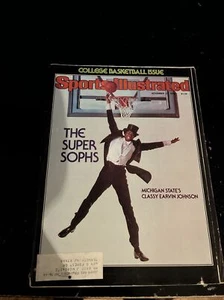 COLLEGE BASKETBALL ISSUE
Sports Illustrated
THE
SUPER
SOPHS
MICHIGAN STATE'S
CLASSY EARVIN JOHNSON